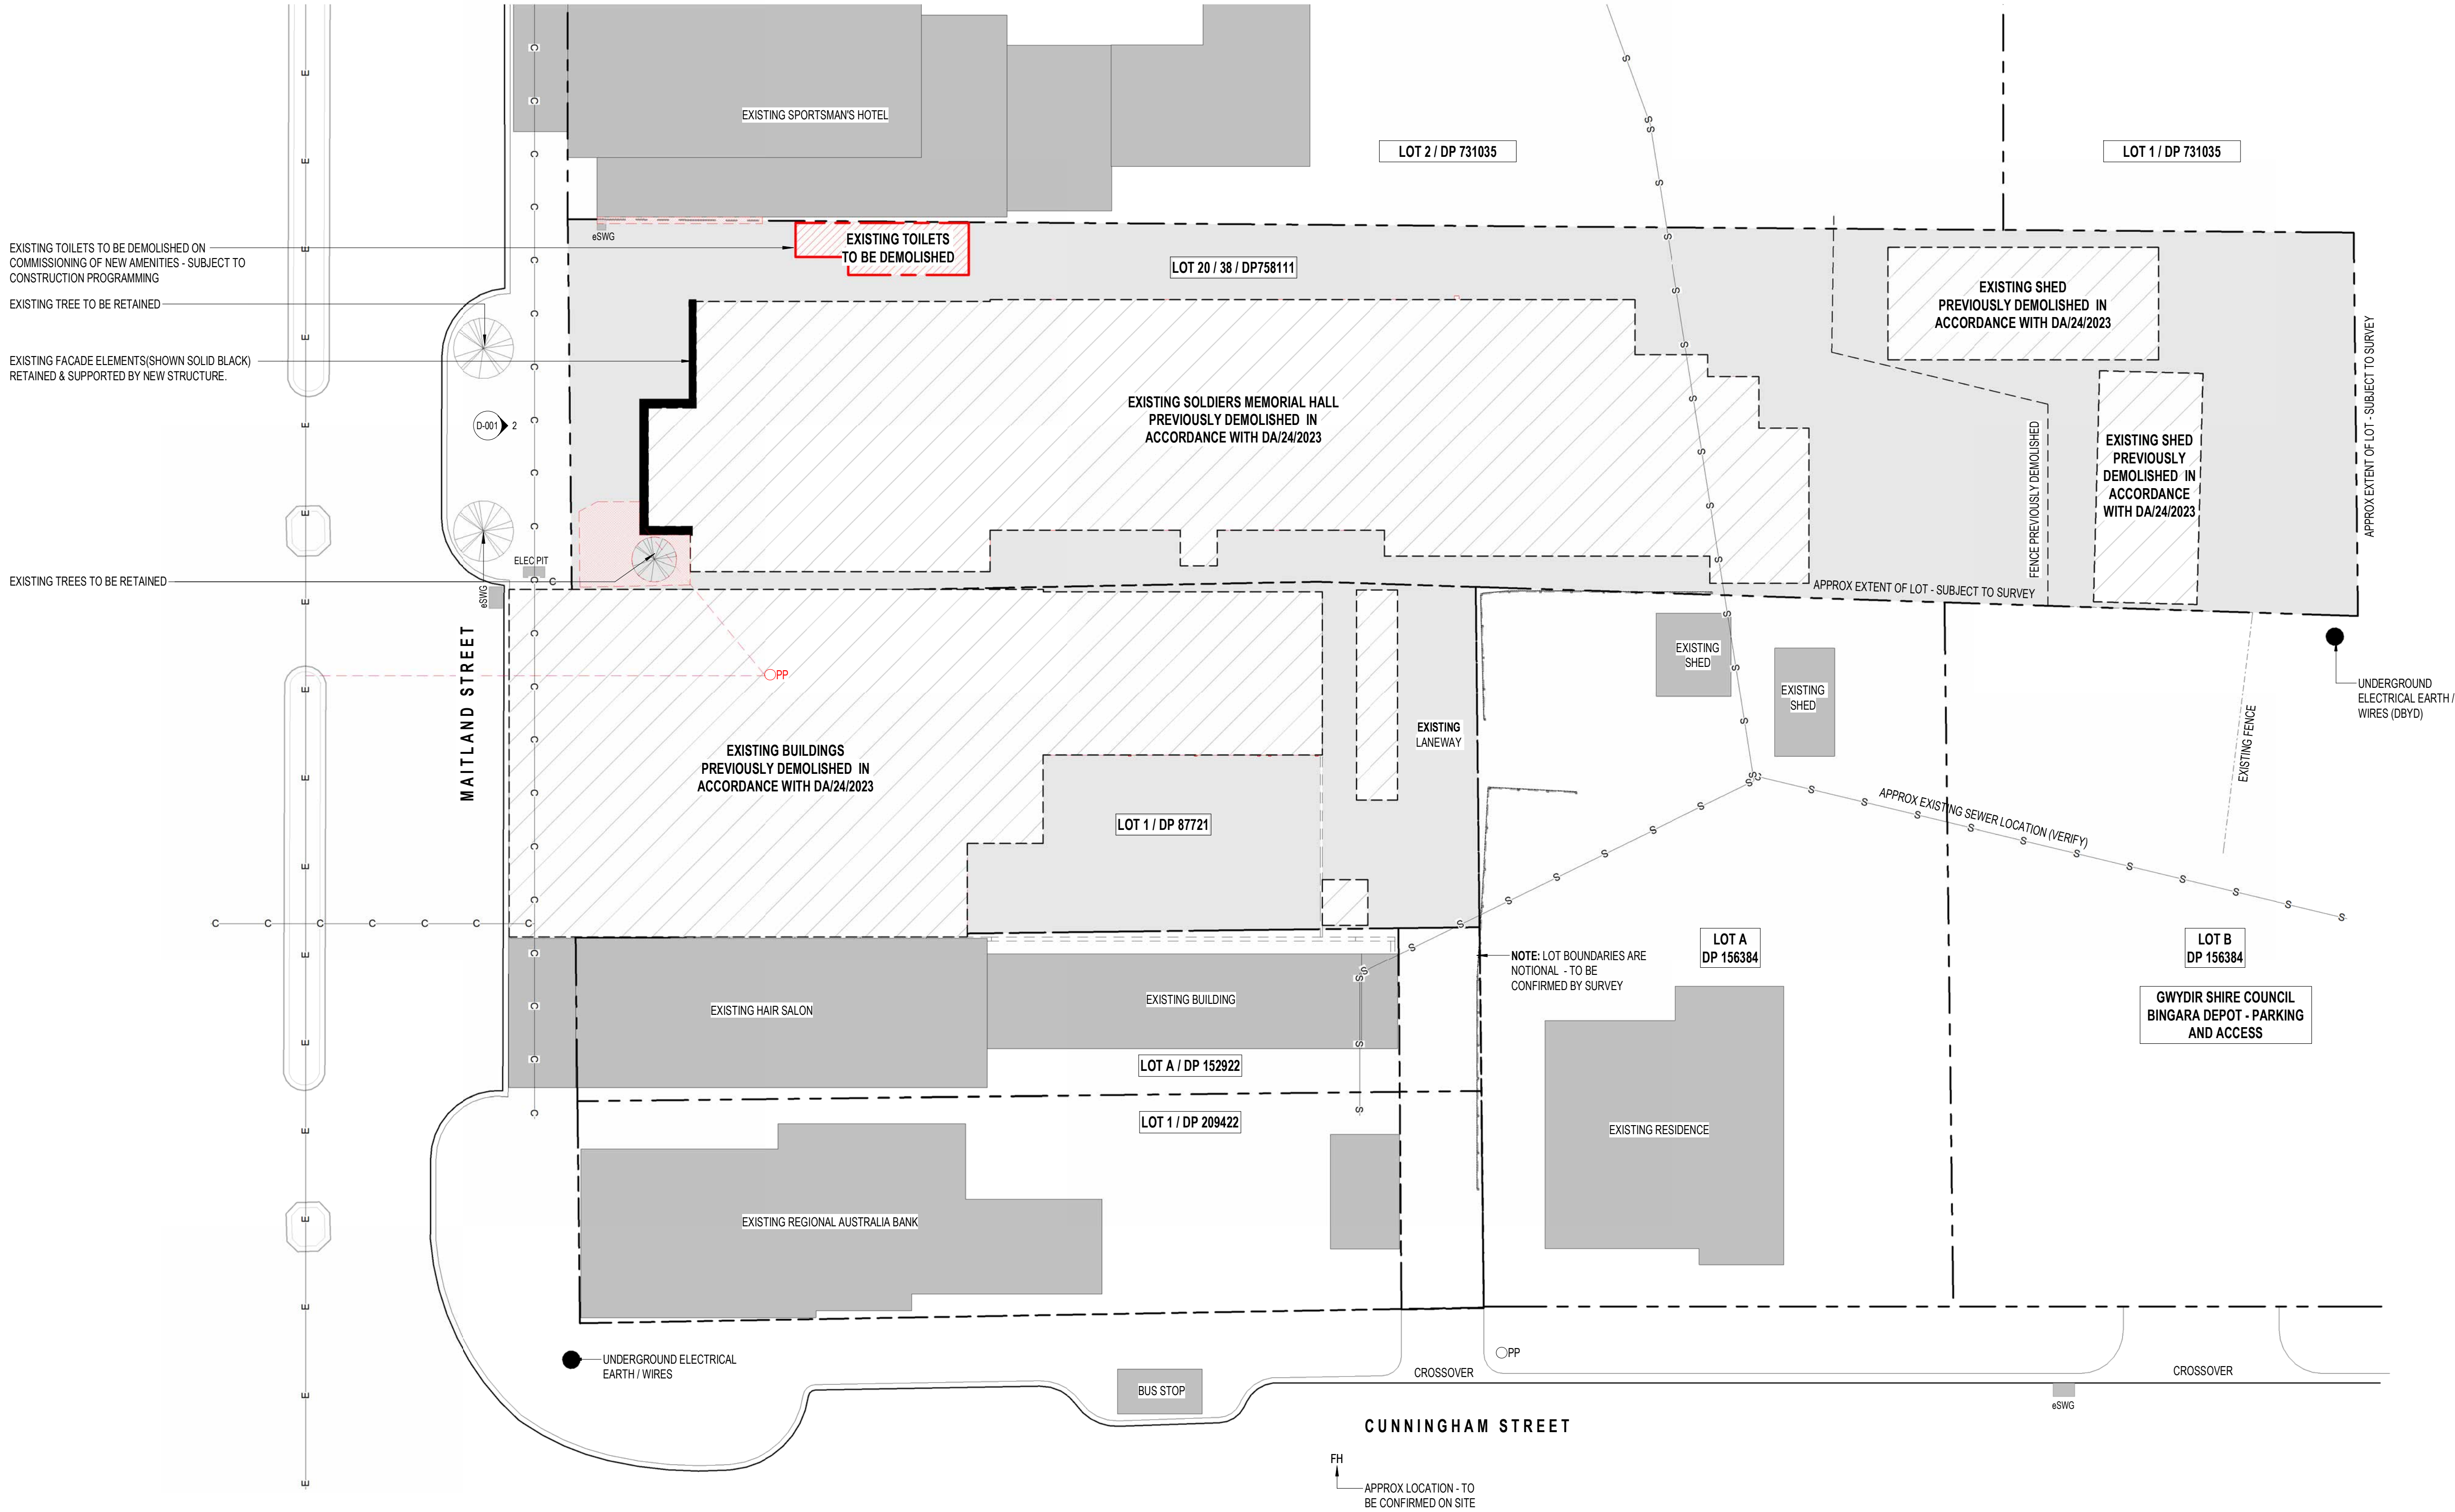 EXISTING SPORTSMAN'S HOTEL
LOT 2 / DP 731035
LOT 1 / DP 731035
eSWG
EXISTING TOILETS
TO BE DEMOLISHED
EXISTING TOILETS TO BE DEMOLISHED ON
COMMISSIONING OF NEW AMENITIES - SUBJECT TO
CONSTRUCTION PROGRAMMING
LOT 20 / 38 / DP758111
EXISTING TREE TO BE RETAINED
EXISTING SHED
PREVIOUSLY DEMOLISHED IN
ACCORDANCE WITH DA/24/2023
EXISTING FACADE ELEMENTS(SHOWN SOLID BLACK)
RETAINED & SUPPORTED BY NEW STRUCTURE.
APPROX EXTENT OF LOT - SUBJECT TO SURVEY
EXISTING SOLDIERS MEMORIAL HALL
PREVIOUSLY DEMOLISHED IN
ACCORDANCE WITH DA/24/2023
D-001
2
FENCE PREVIOUSLY DEMOLISHED
EXISTING SHED
PREVIOUSLY
DEMOLISHED IN
ACCORDANCE
WITH DA/24/2023
ELEC PIT
C
EXISTING TREES TO BE RETAINED
eSWG
APPROX EXTENT OF LOT - SUBJECT TO SURVEY
MAITLAND STREET
PP
EXISTING
SHED
EXISTING
SHED
UNDERGROUND
ELECTRICAL EARTH /
WIRES (DBYD)
EXISTING FENCE
EXISTING
LANEWAY
EXISTING BUILDINGS
PREVIOUSLY DEMOLISHED IN
ACCORDANCE WITH DA/24/2023
LOT 1 / DP 87721
APPROX EXISTING SEWER LOCATION (VERIFY)
C C C C C C C
NOTE: LOT BOUNDARIES ARE
NOTIONAL - TO BE
CONFIRMED BY SURVEY
LOT A
DP 156384
LOT B
DP 156384
GWYDIR SHIRE COUNCIL
BINGARA DEPOT - PARKING
AND ACCESS
EXISTING HAIR SALON
EXISTING BUILDING
LOT A / DP 152922
LOT 1 / DP 209422
EXISTING RESIDENCE
EXISTING REGIONAL AUSTRALIA BANK
UNDERGROUND ELECTRICAL
EARTH / WIRES
PP
BUS STOP
CROSSOVER
CROSSOVER
eSWG
CUNNINGHAM STREET
FH
APPROX LOCATION - TO
BE CONFIRMED ON SITE